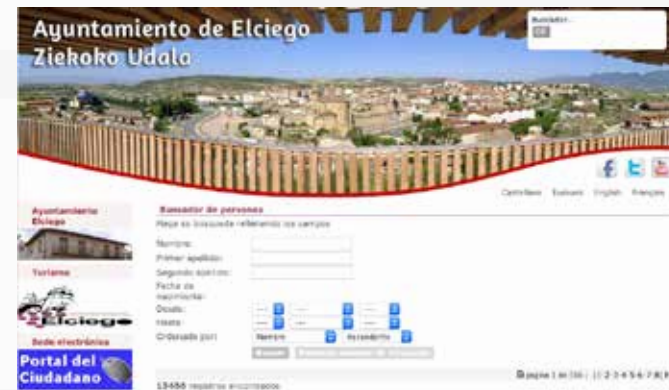 Ayuntamiento de Elciego
Ziekoko Udala
Buscador
Castellano Euskara English Français
Ayuntamiento
Elciego
Buscador de personas
Haga su búsqueda rellenando los campos
Nombre:
Primer apellido:
Segundo apellido:
Fecha de
nacimiento:
Desde:
Hasta:
Ordenado por: Nombre Ascendente
Buscar
Turismo
Elciego
Sede electrónica
Portal del
Ciudadano
registros encontrados